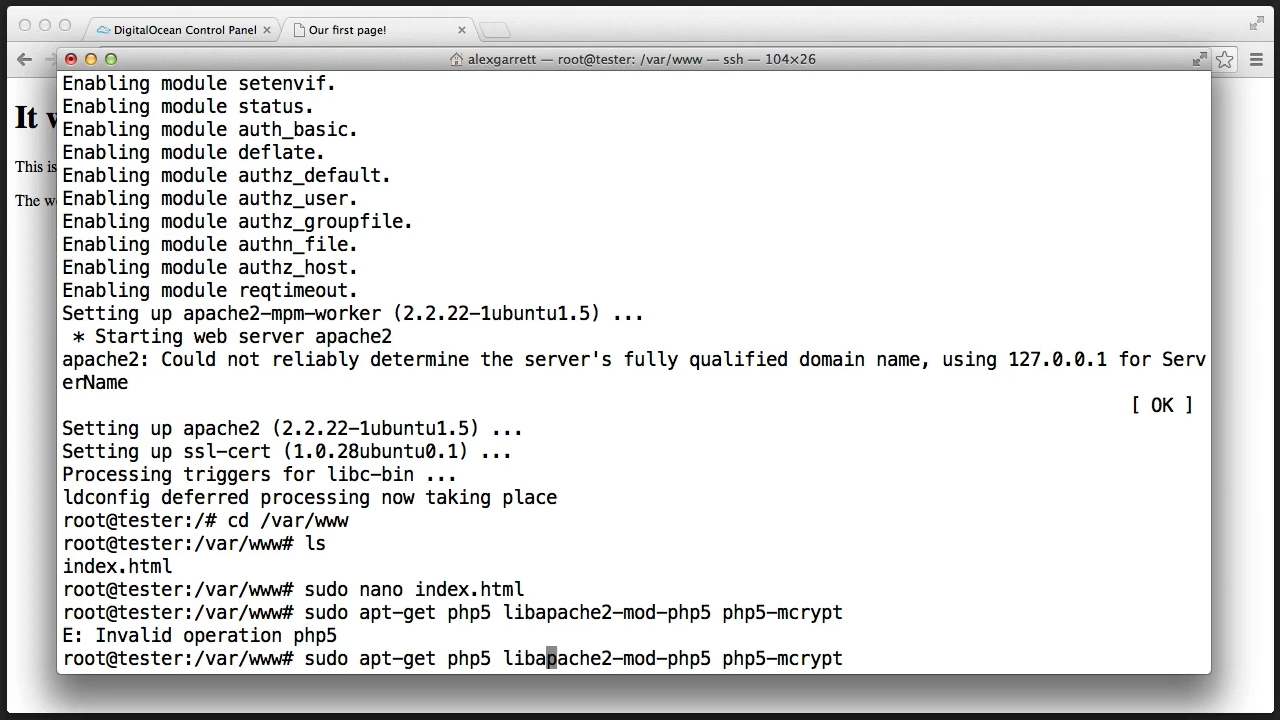 DigitalOcean Control Panel
Our first page!
alexgarrett — root@tester: /var/www — ssh — 104×26
It
This is
The
Enabling module setenvif.
Enabling module status.
Enabling module auth_basic.
Enabling module deflate.
Enabling module authz_default.
Enabling module authz_user.
Enabling module authz_groupfile.
Enabling module authn_file.
Enabling module authz_host.
Enabling module reqtimeout.
Setting up apache2-mpm-worker (2.2.22-1ubuntu1.5) ...
* Starting web server apache2
apache2: Could not reliably determine the server's fully qualified domain name, using 127.0.0.1 for Serv
erName
[ OK ]
Setting up apache2 (2.2.22-1ubuntu1.5) ...
Setting up ssl-cert (1.0.28ubuntu0.1) ...
Processing triggers for libc-bin ...
ldconfig deferred processing now taking place
root@tester:/# cd /var/www
root@tester:/var/www# ls
index.html
root@tester:/var/www# sudo nano index.html
root@tester:/var/www# sudo apt-get php5 libapache2-mod-php5 php5-mcrypt
E: Invalid operation php5
root@tester:/var/www# sudo apt-get php5 libapache2-mod-php5 php5-mcrypt